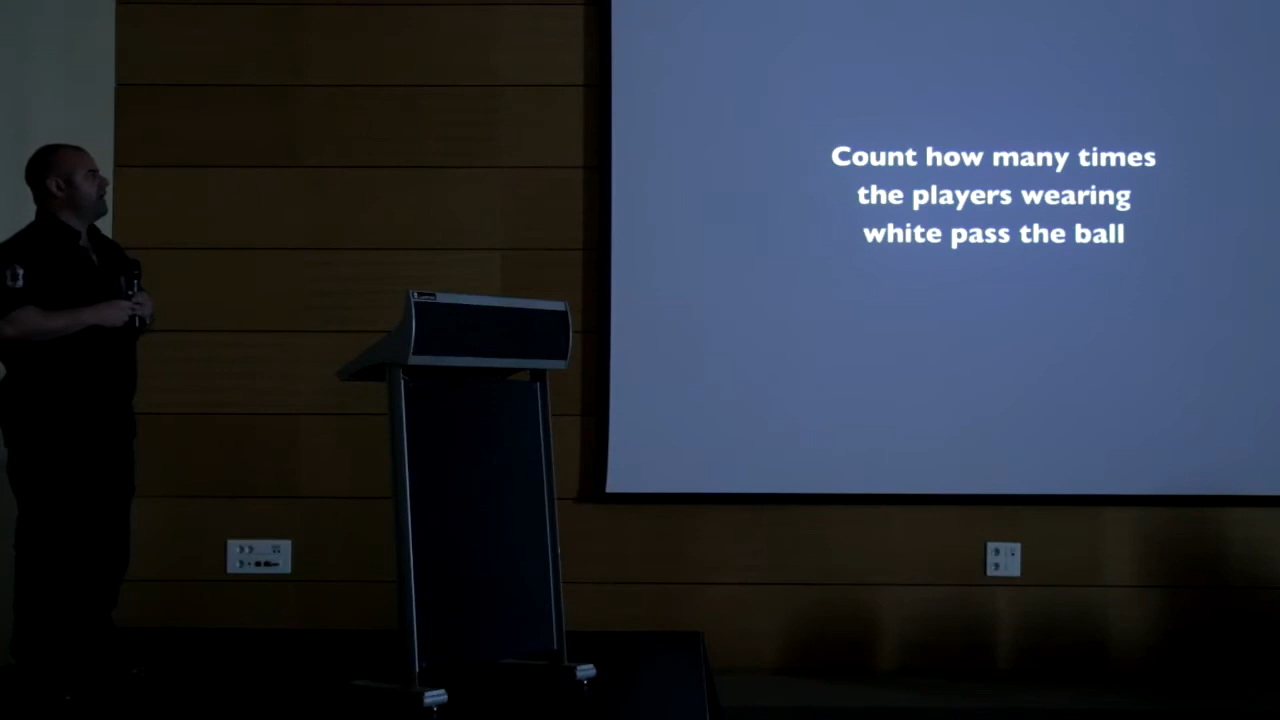 Count how many times
the players wearing
white pass the ball